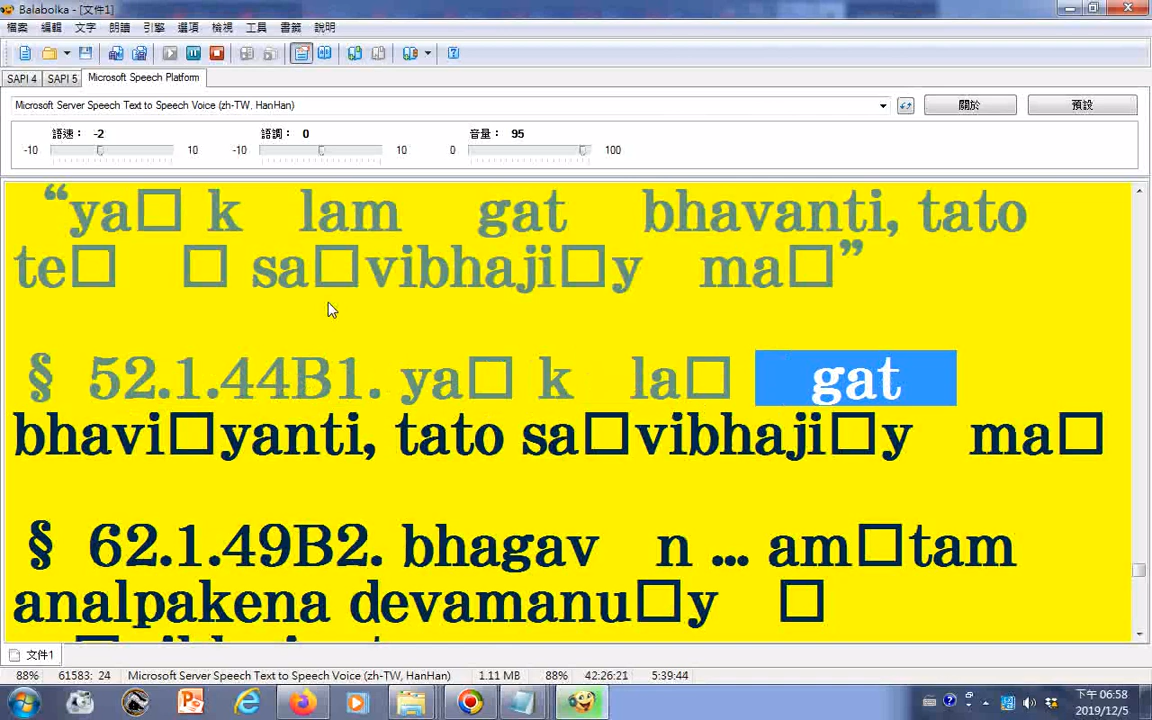 Balabolka - [文件1]
檔案 編輯 文字 朗讀 引擎 選項 檢視 工具 書籤 說明
SAPI 4 SAPI 5 Microsoft Speech Platform
Microsoft Server Speech Text to Speech Voice (zh-TW, HanHan) 關於 預設
語速： -2 語調： 0 音量： 95
-10 10 -10 10 0 100
“ya□ k lam gat bhavanti, tato
te□ □ sa□vibhaji□y ma□”
§ 52.1.44B1. ya□ k la□ gat
bhavi□yanti, tato sa□vibhaji□y ma□
§ 62.1.49B2. bhagav n ... am□tam
analpakena devamanu□y □
文件1
88% 61583: 24 Microsoft Server Speech Text to Speech Voice (zh-TW, HanHan) 1.11 MB 88% 42:26:21 5:39:44
下午 06:58
2019/12/5